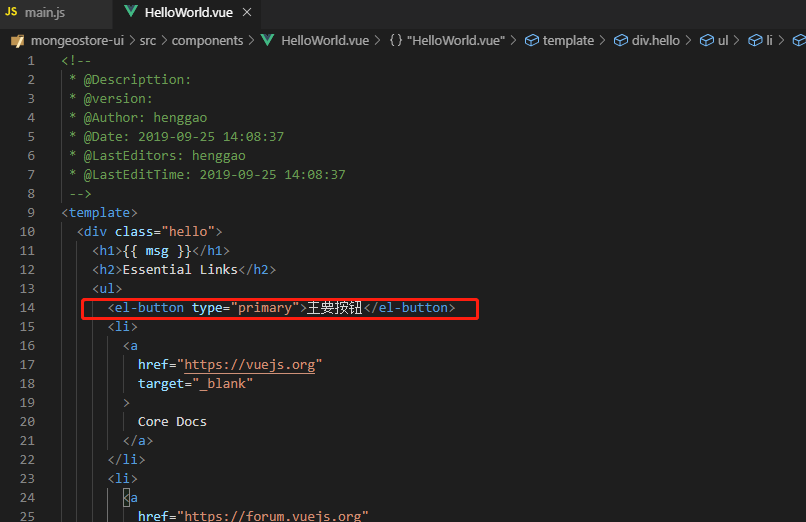 JS main.js
HelloWorld.vue ×
mongeostore-ui > src > components > HelloWorld.vue > {} "HelloWorld.vue" > template > div.hello > ul > li >
1 <!--
2 * @Descripttion:
3 * @version:
4 * @Author: henggao
5 * @Date: 2019-09-25 14:08:37
6 * @LastEditors: henggao
7 * @LastEditTime: 2019-09-25 14:08:37
8 -->
9 <template>
10 <div class="hello">
11 <h1>{{ msg }}</h1>
12 <h2>Essential Links</h2>
13 <ul>
14 <el-button type="primary">主要按钮</el-button>
15 <li>
16 <a
17 href="https://vuejs.org"
18 target="_blank"
19 >
20 Core Docs
21 </a>
22 </li>
23 <li>
24 <a
25 href="https://forum.vuejs.org"